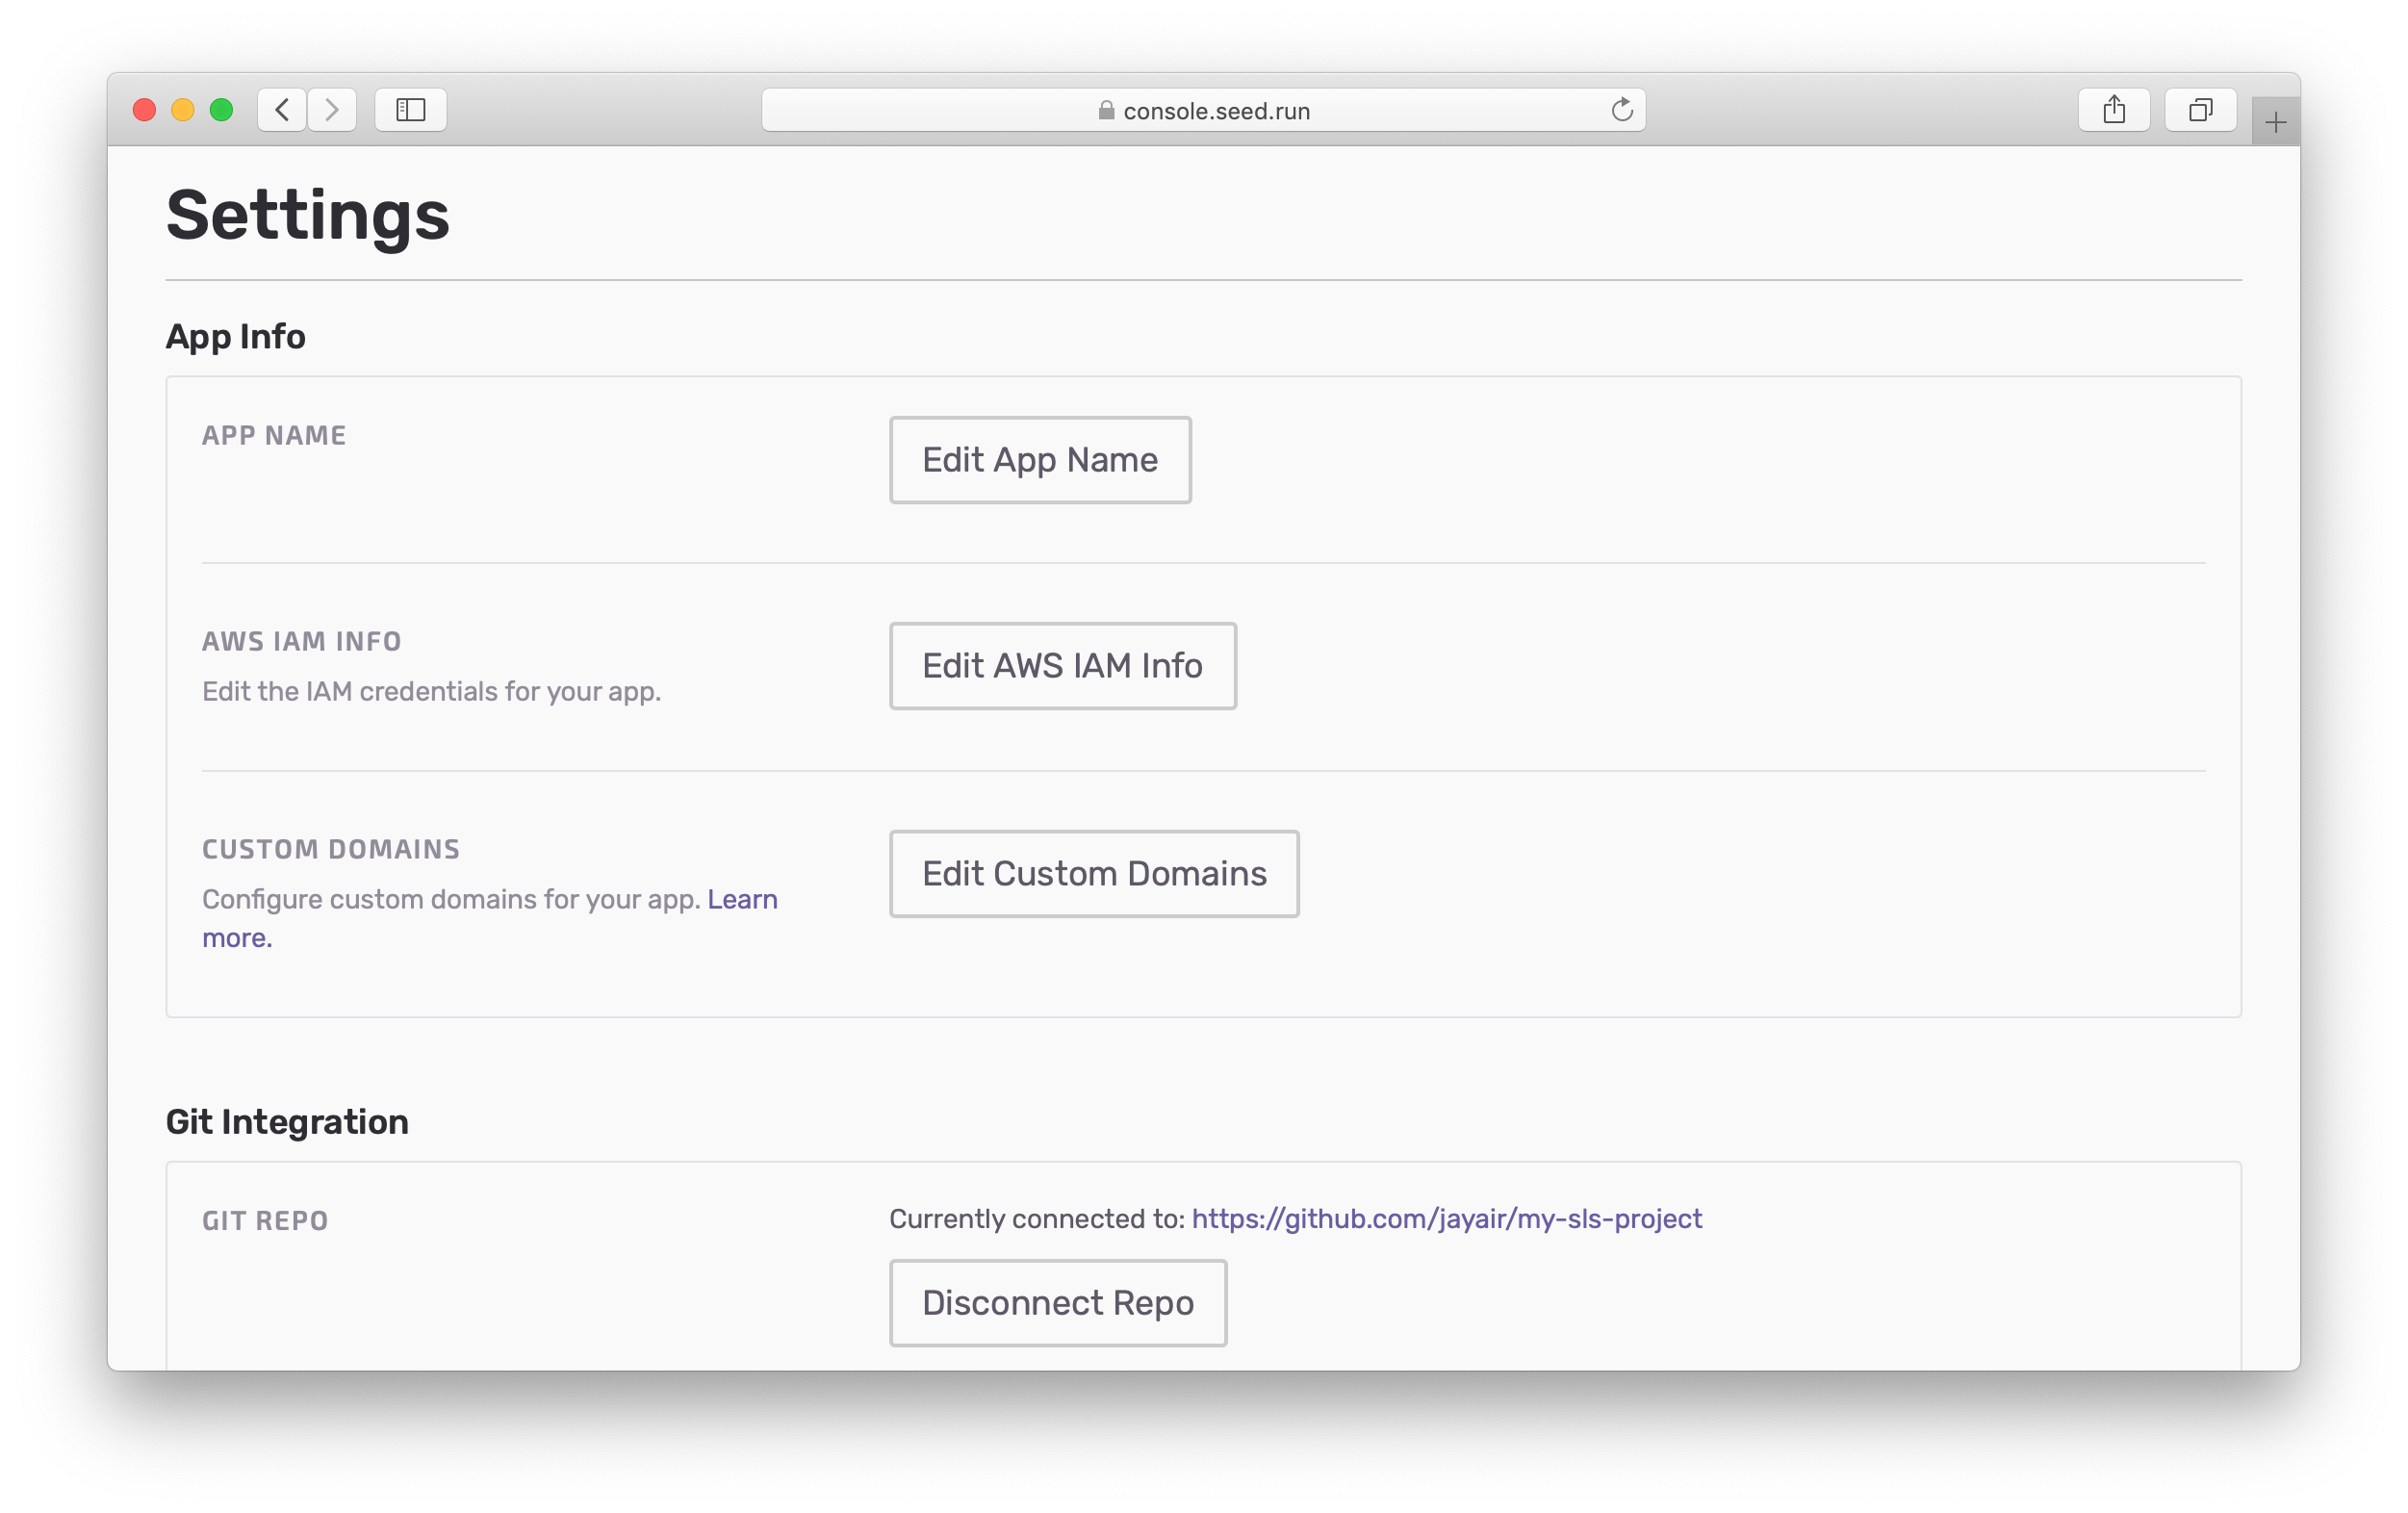 console.seed.run
Settings
App Info
APP NAME
Edit App Name
AWS IAM INFO
Edit the IAM credentials for your app.
Edit AWS IAM Info
CUSTOM DOMAINS
Configure custom domains for your app. Learn
more.
Edit Custom Domains
Git Integration
GIT REPO
Currently connected to: https://github.com/jayair/my-sls-project
Disconnect Repo